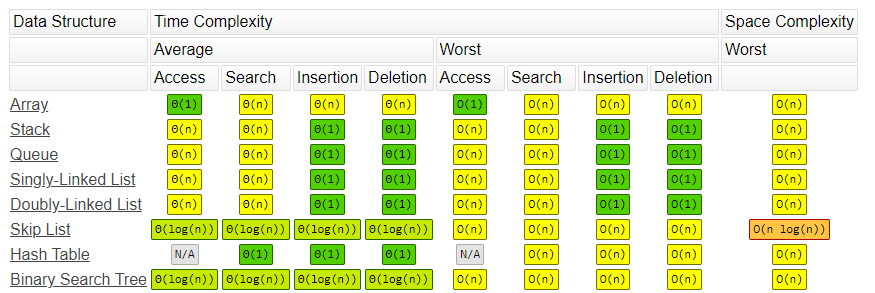 Data Structure Time Complexity Space Complexity
Average Worst Worst
Access Search Insertion Deletion Access Search Insertion Deletion
Array Θ(1) Θ(n) Θ(n) Θ(n) O(1) O(n) O(n) O(n) O(n)
Stack Θ(n) Θ(n) Θ(1) Θ(1) O(n) O(n) O(1) O(1) O(n)
Queue Θ(n) Θ(n) Θ(1) Θ(1) O(n) O(n) O(1) O(1) O(n)
Singly-Linked List Θ(n) Θ(n) Θ(1) Θ(1) O(n) O(n) O(1) O(1) O(n)
Doubly-Linked List Θ(n) Θ(n) Θ(1) Θ(1) O(n) O(n) O(1) O(1) O(n)
Skip List Θ(log(n)) Θ(log(n)) Θ(log(n)) Θ(log(n)) O(n) O(n) O(n) O(n) O(n log(n))
Hash Table N/A Θ(1) Θ(1) Θ(1) N/A O(n) O(n) O(n) O(n)
Binary Search Tree Θ(log(n)) Θ(log(n)) Θ(log(n)) Θ(log(n)) O(n) O(n) O(n) O(n) O(n)